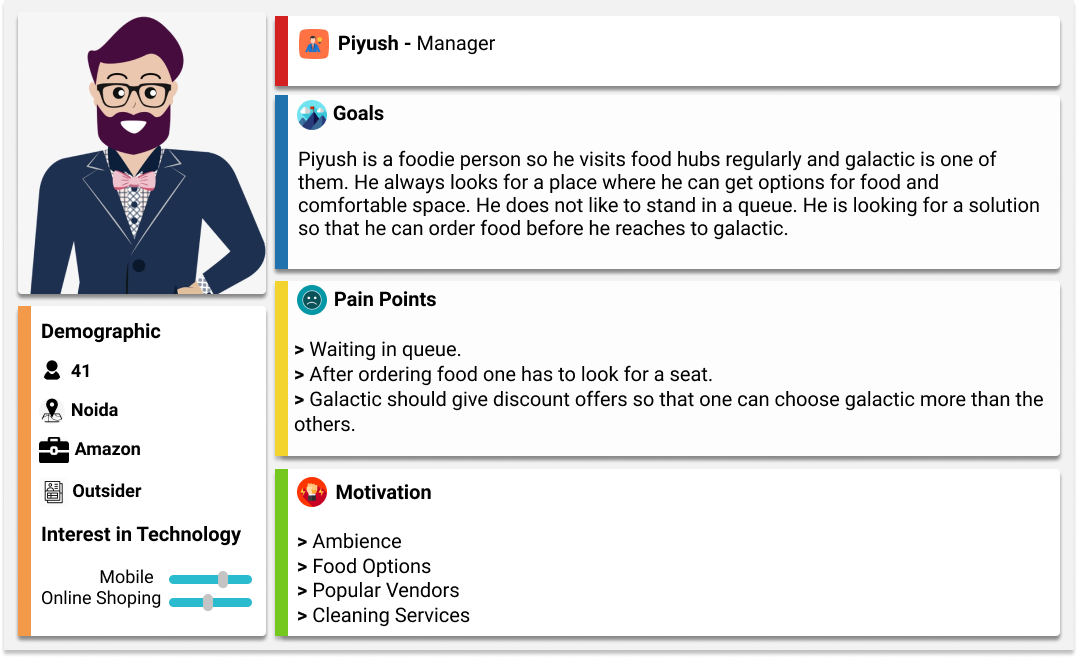 Piyush - Manager
Goals
Piyush is a foodie person so he visits food hubs regularly and galactic is one of
them. He always looks for a place where he can get options for food and
comfortable space. He does not like to stand in a queue. He is looking for a solution
so that he can order food before he reaches to galactic.
Pain Points
> Waiting in queue.
> After ordering food one has to look for a seat.
> Galactic should give discount offers so that one can choose galactic more than the
others.
Motivation
> Ambience
> Food Options
> Popular Vendors
> Cleaning Services
Demographic
41
Noida
Amazon
Outsider
Interest in Technology
Mobile
Online Shoping